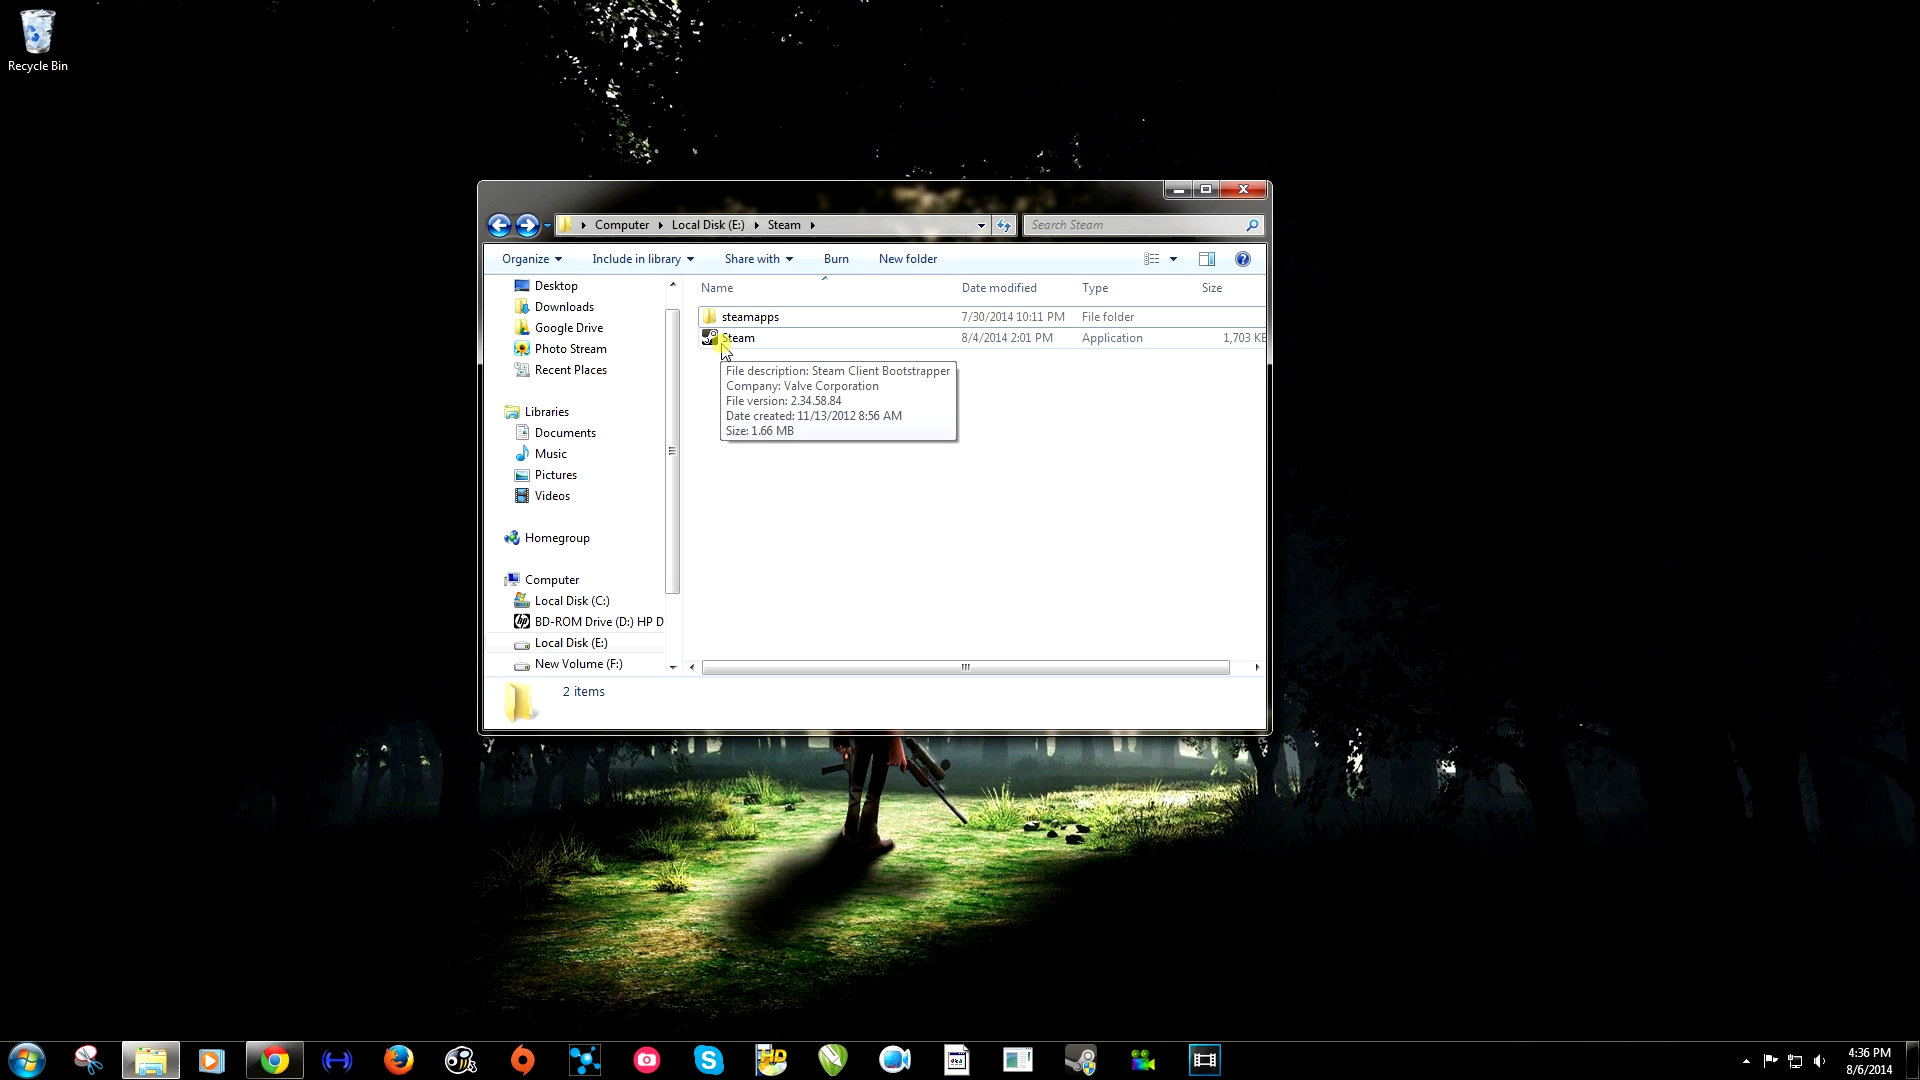 Recycle Bin
Computer Local Disk (E:) Steam
Search Steam
Organize Include in library Share with Burn New folder
Name Date modified Type Size
Desktop
Downloads
Google Drive
Photo Stream
Recent Places
Libraries
Documents
Music
Pictures
Videos
Homegroup
Computer
Local Disk (C:)
BD-ROM Drive (D:) HP D
Local Disk (E:)
New Volume (F:)
steamapps 7/30/2014 10:11 PM File folder
Steam 8/4/2014 2:01 PM Application 1,703 KB
File description: Steam Client Bootstrapper
Company: Valve Corporation
File version: 2.34.58.84
Date created: 11/13/2012 8:56 AM
Size: 1.66 MB
2 items
4:36 PM
8/6/2014